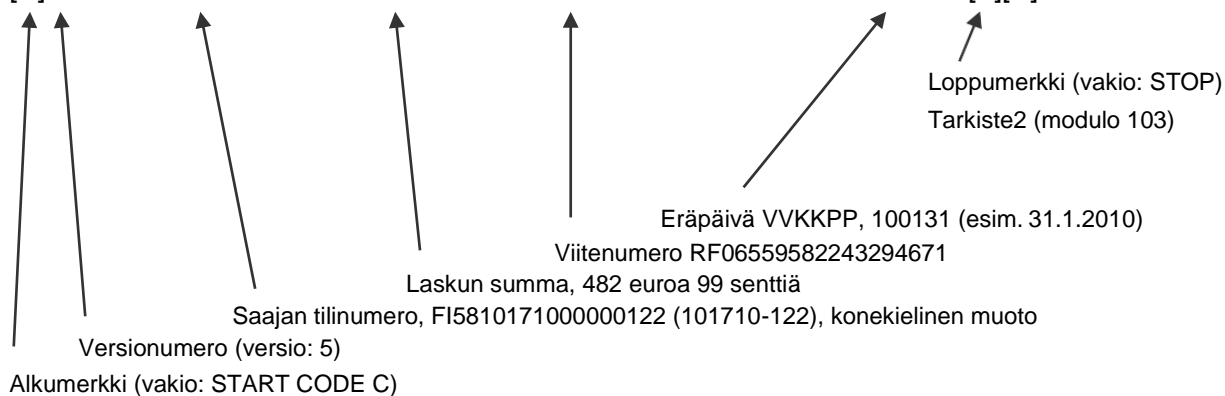 Loppumerkki (vakio: STOP)
Tarkiste2 (modulo 103)
Eräpäivä VVKKPP, 100131 (esim. 31.1.2010)
Viitenumero RF06559582243294671
Laskun summa, 482 euroa 99 senttiä
Saajan tilinumero, FI5810171000000122 (101710-122), konekielinen muoto
Versionumero (versio: 5)
Alkumerkki (vakio: START CODE C)